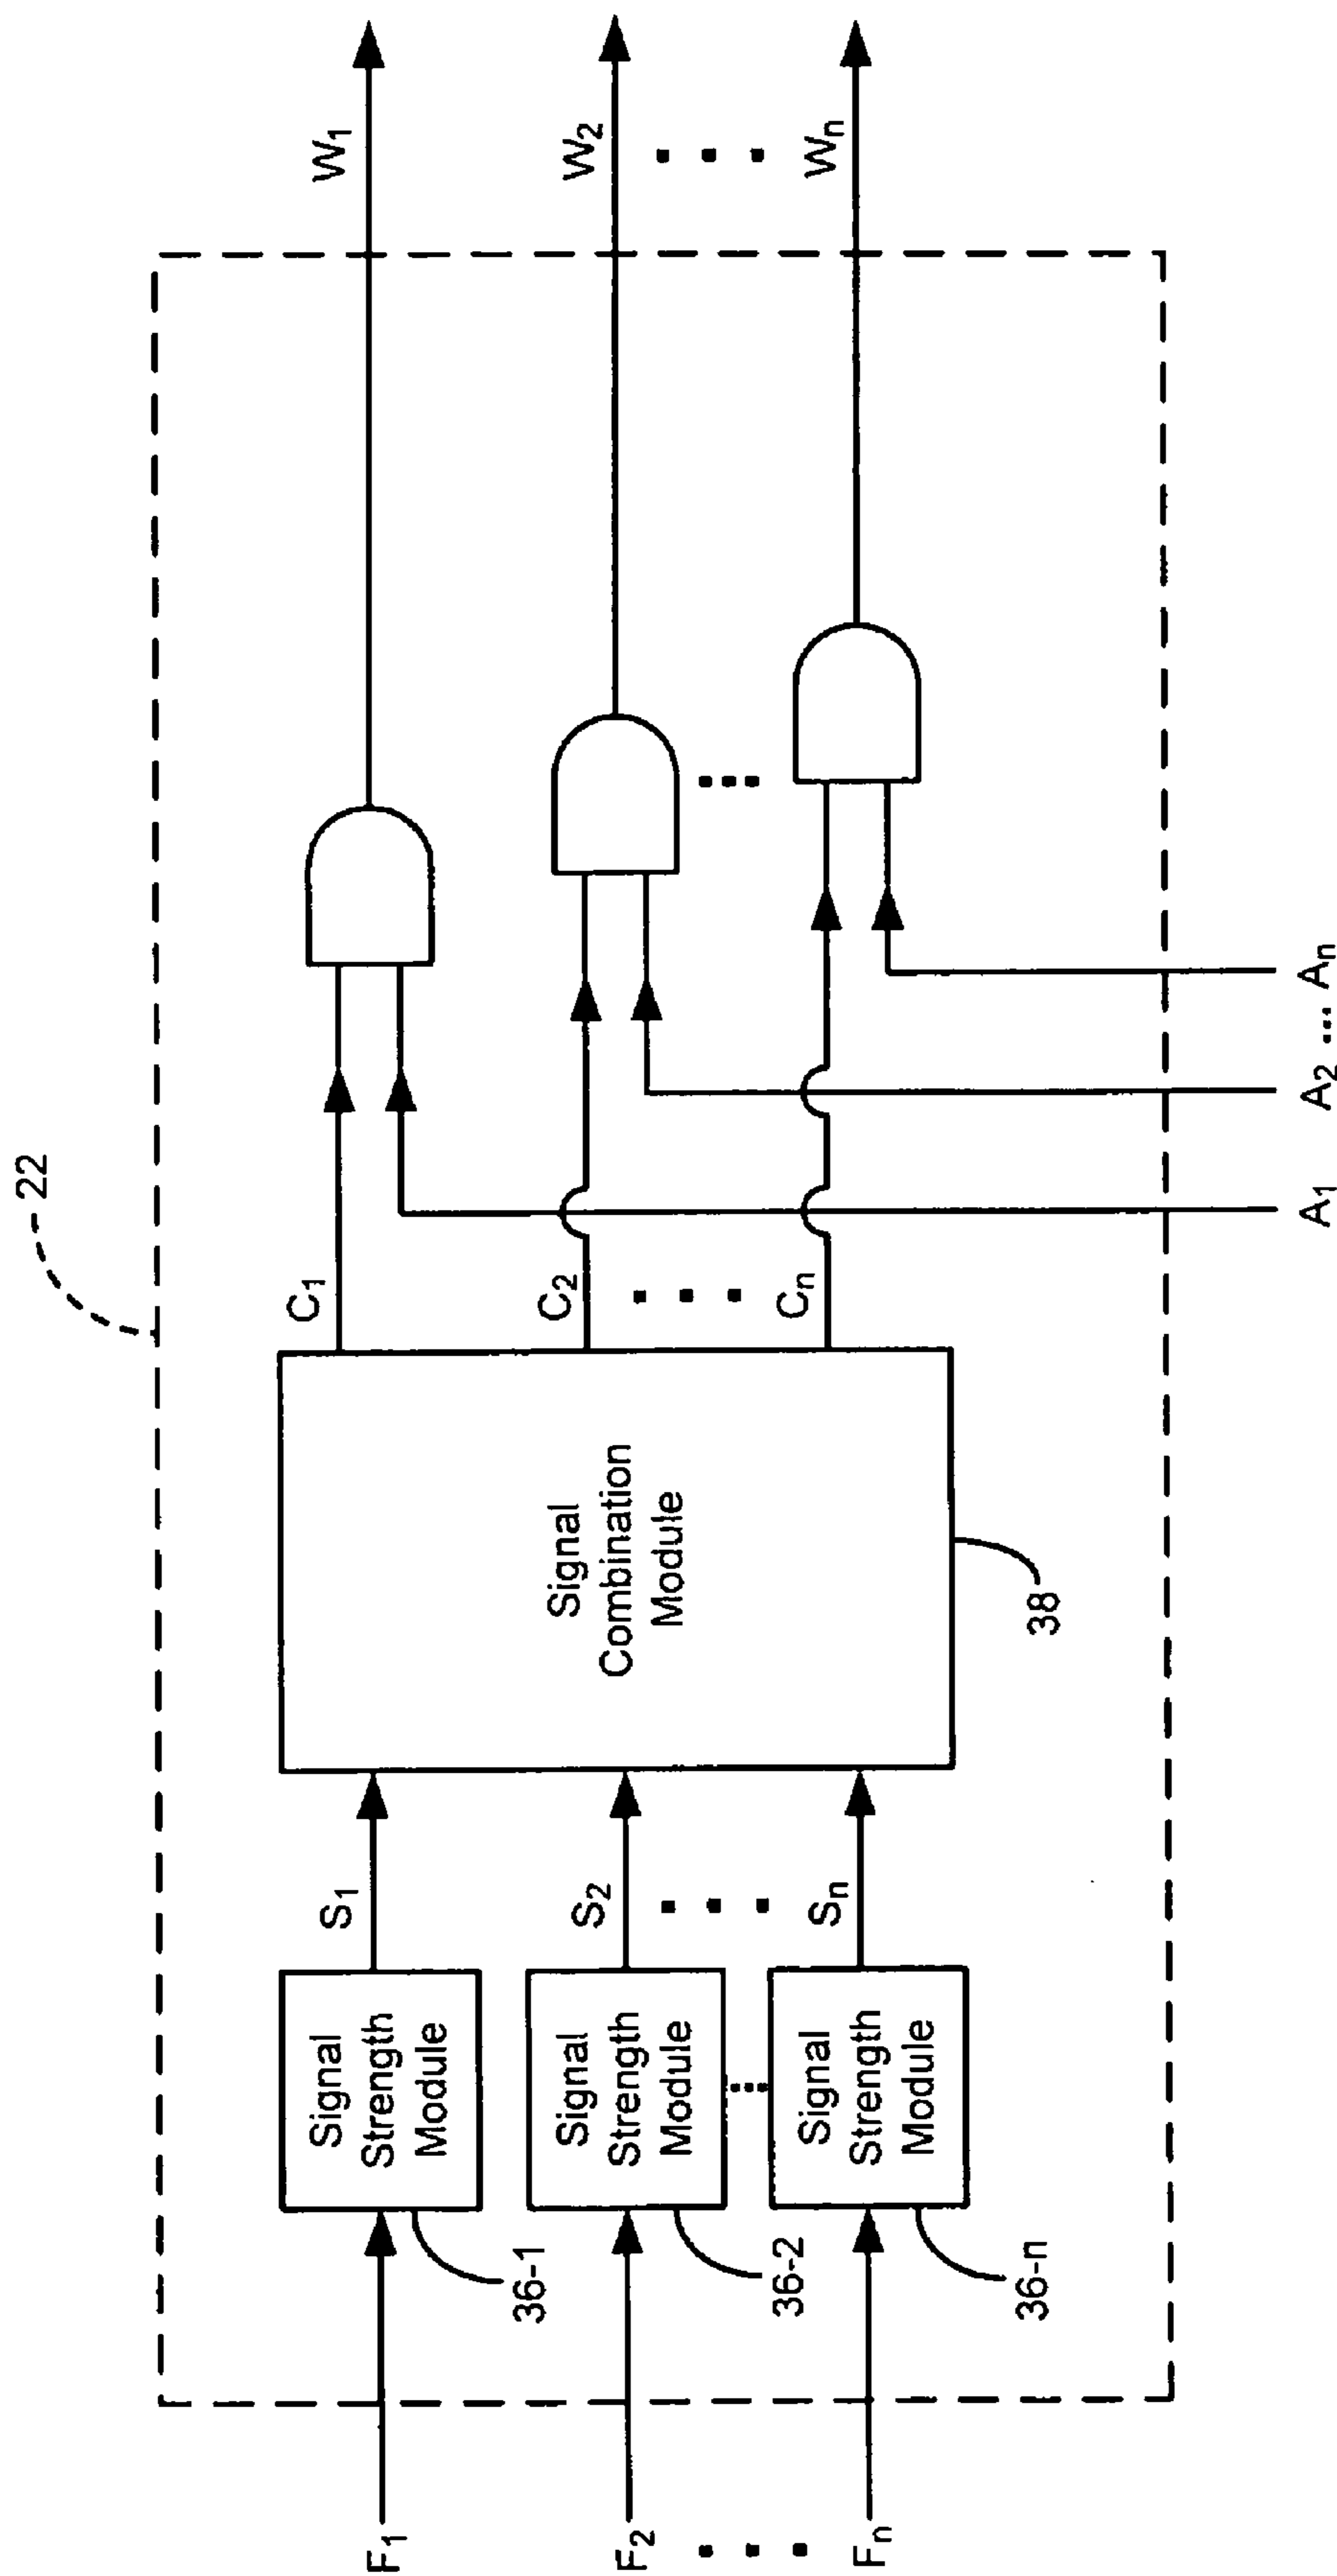 22
F1
F2
Fn
Signal
Strength
Module
36-1
Signal
Strength
Module
36-2
Signal
Strength
Module
36-n
S1
S2
Sn
Signal
Combination
Module
38
C1
C2
Cn
A1
A2 ... An
W1
W2
Wn